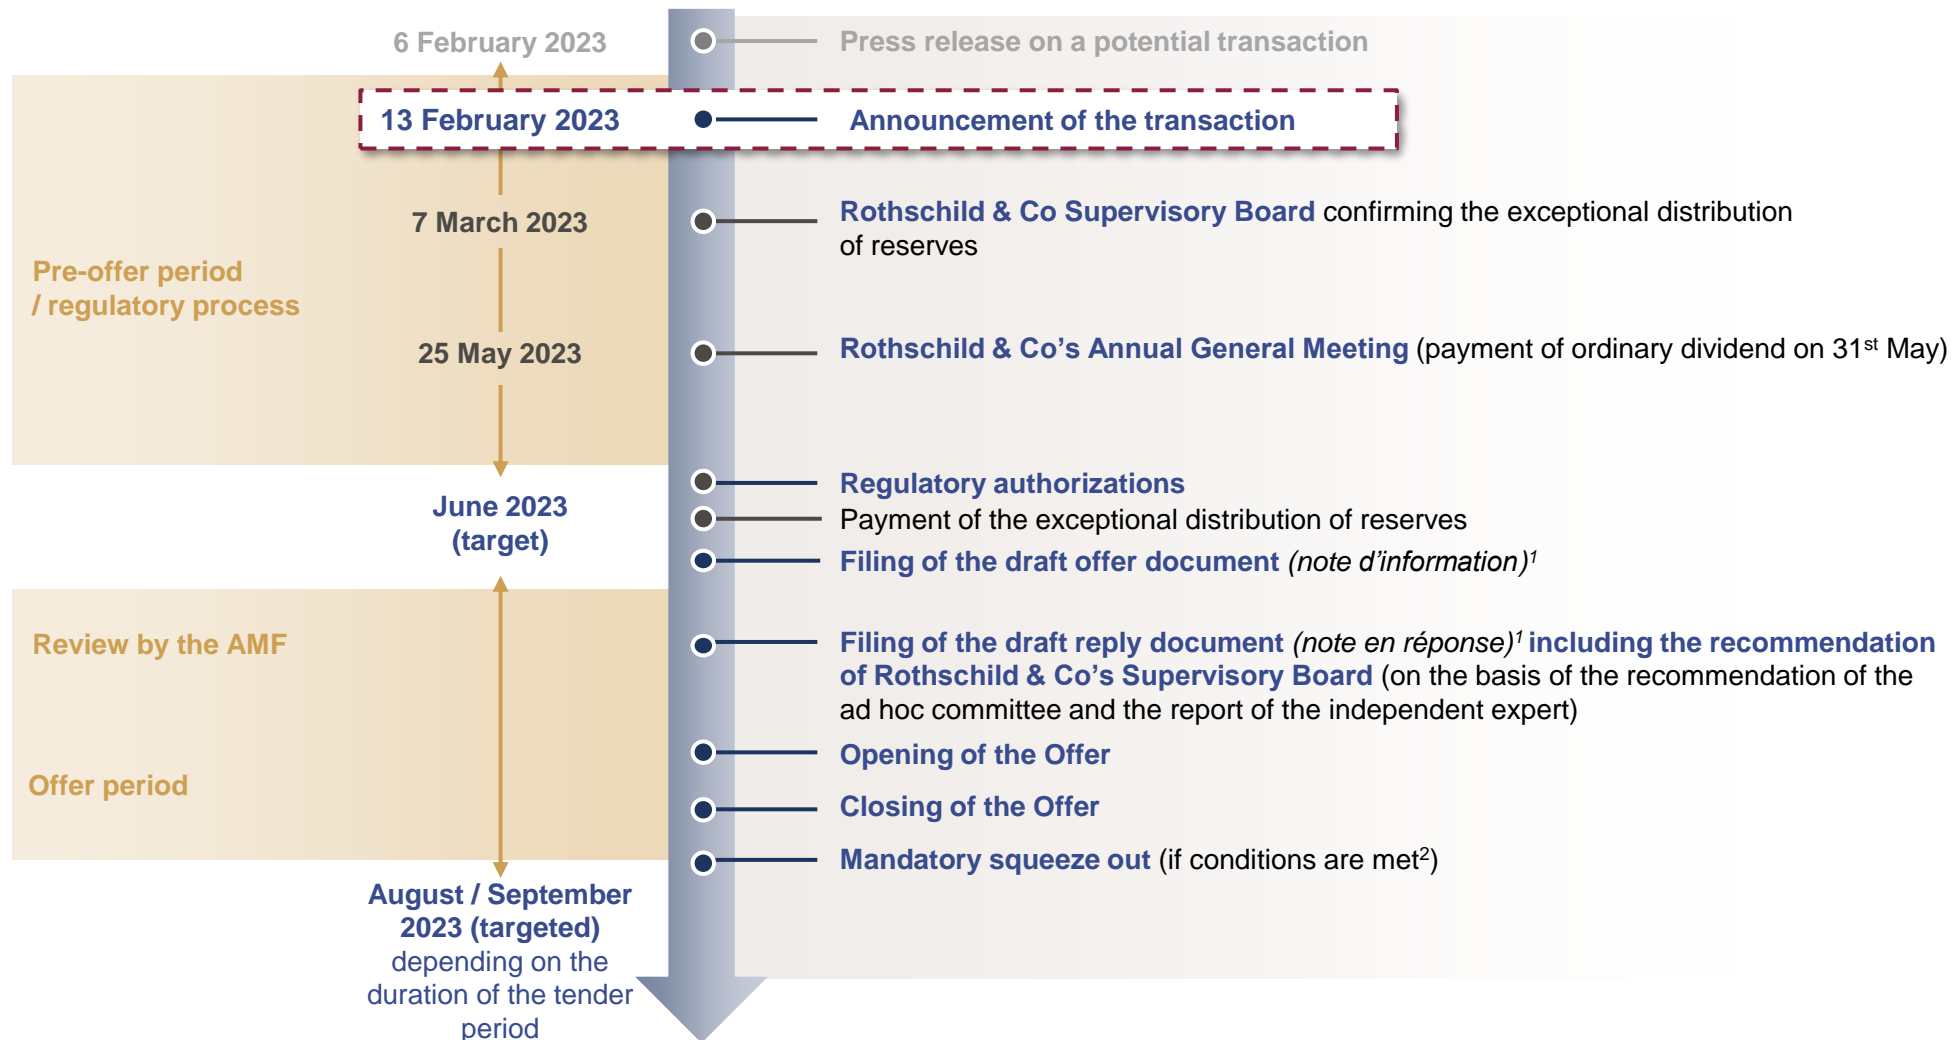 6 February 2023
Press release on a potential transaction
13 February 2023
Announcement of the transaction
7 March 2023
Rothschild & Co Supervisory Board confirming the exceptional distribution
of reserves
Pre-offer period
/ regulatory process
25 May 2023
Rothschild & Co’s Annual General Meeting (payment of ordinary dividend on 31st May)
June 2023
(target)
Regulatory authorizations
Payment of the exceptional distribution of reserves
Filing of the draft offer document (note d’information)1
Review by the AMF
Filing of the draft reply document (note en réponse)1 including the recommendation
of Rothschild & Co’s Supervisory Board (on the basis of the recommendation of the
ad hoc committee and the report of the independent expert)
Offer period
Opening of the Offer
Closing of the Offer
Mandatory squeeze out (if conditions are met2)
August / September
2023 (targeted)
depending on the
duration of the tender
period